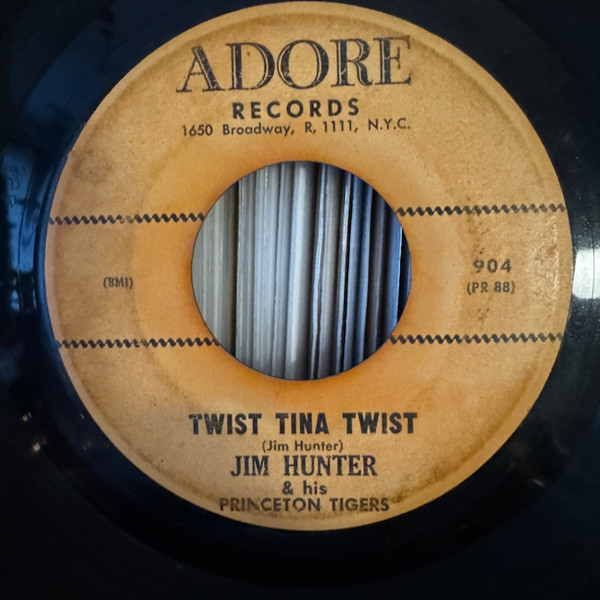 ADORE
RECORDS
1650 Broadway, R, 1111, N.Y.C.
904
(BMI)
(PR 88)
TWIST TINA TWIST
(Jim Hunter)
JIM HUNTER
& his
PRINCETON TIGERS